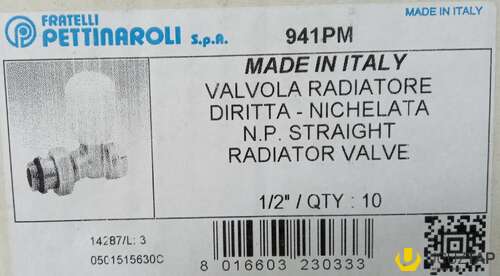 FRATELLI
PETTINAROLI S.p.A.
941PM
MADE IN ITALY
MADE IN ITALY
VALVOLA RADIATORE
DIRITTA - NICHELATA
N.P. STRAIGHT
RADIATOR VALVE
1/2" / QTY : 10
14287/L: 3
0501515630C
8 016603 230333